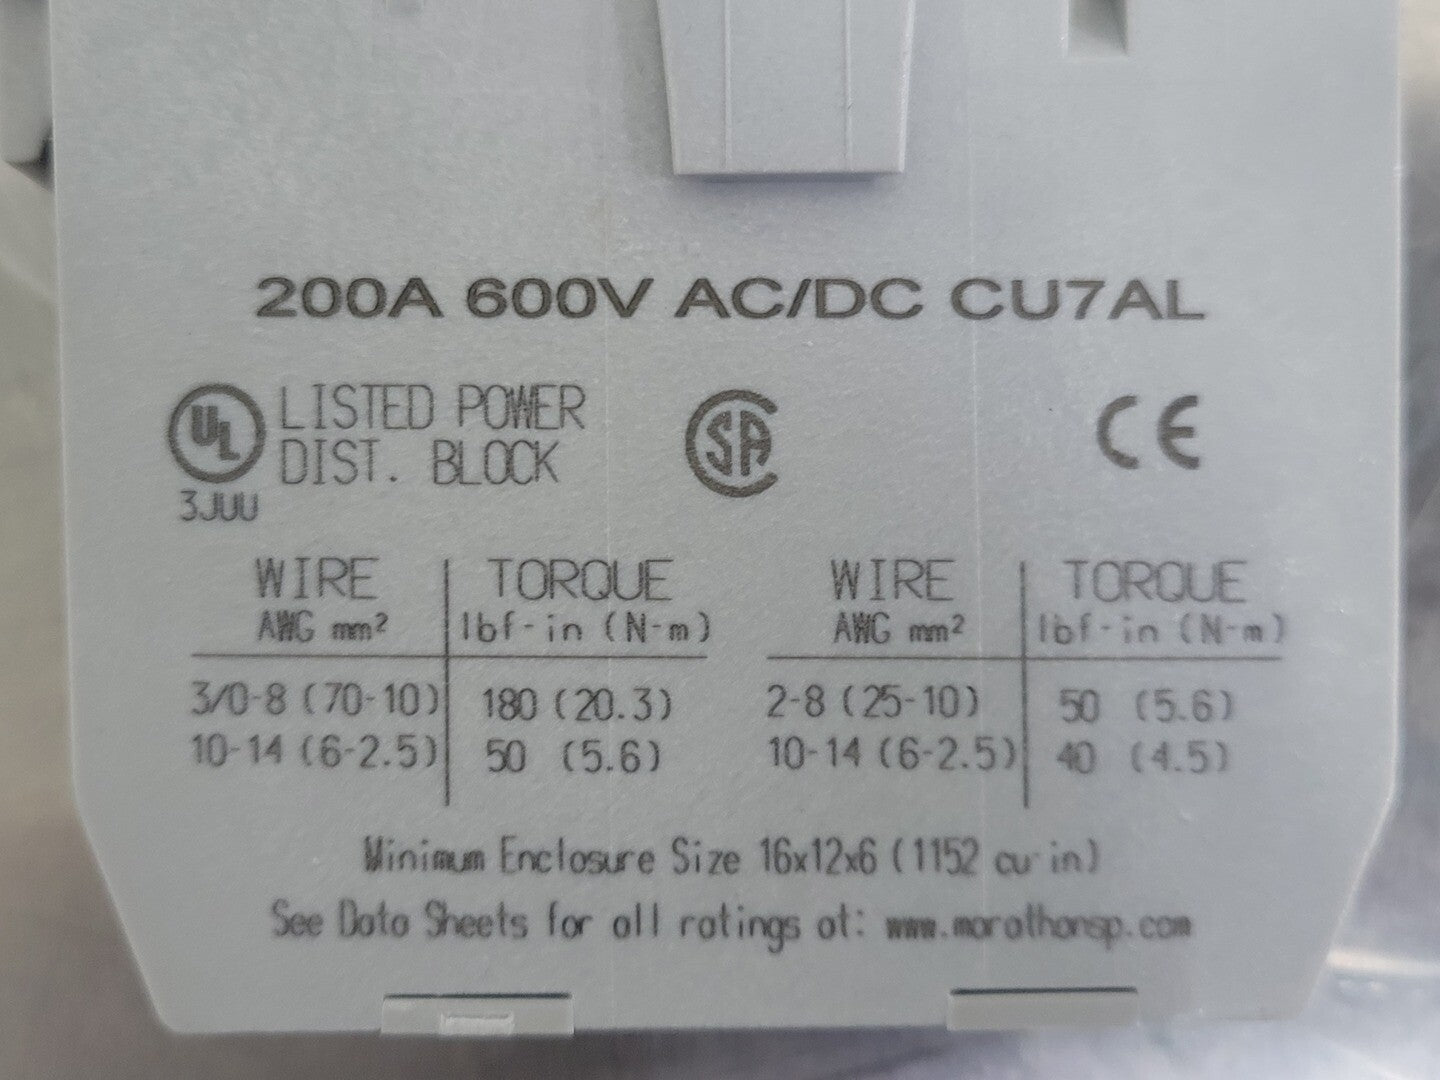 200A 600V AC/DC CU7AL
UL LISTED POWER
DIST. BLOCK
3JUU
SA
CE
WIRE TORQUE WIRE TORQUE
AWG mm² lbf-in (N-m) AWG mm² lbf-in (N-m)
3/0-8 (70-10) 180 (20.3) 2-8 (25-10) 50 (5.6)
10-14 (6-2.5) 50 (5.6) 10-14 (6-2.5) 40 (4.5)
Minimum Enclosure Size 16x12x6 (1152 cu in)
See Data Sheets for all ratings at: www.marathonsp.com